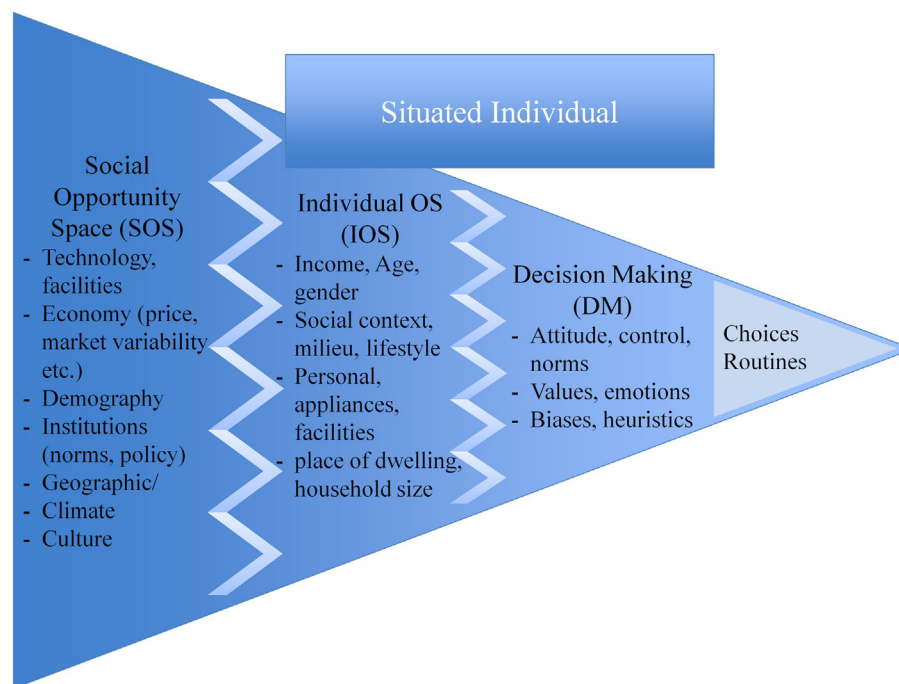 Situated Individual
Social
Opportunity
Space (SOS)
- Technology,
facilities
- Economy (price,
market variability
etc.)
- Demography
- Institutions
(norms, policy)
- Geographic/
- Climate
- Culture
Individual OS
(IOS)
- Income, Age,
gender
- Social context,
milieu, lifestyle
- Personal,
appliances,
facilities
- place of dwelling,
household size
Decision Making
(DM)
- Attitude, control,
norms
- Values, emotions
- Biases, heuristics
Choices
Routines